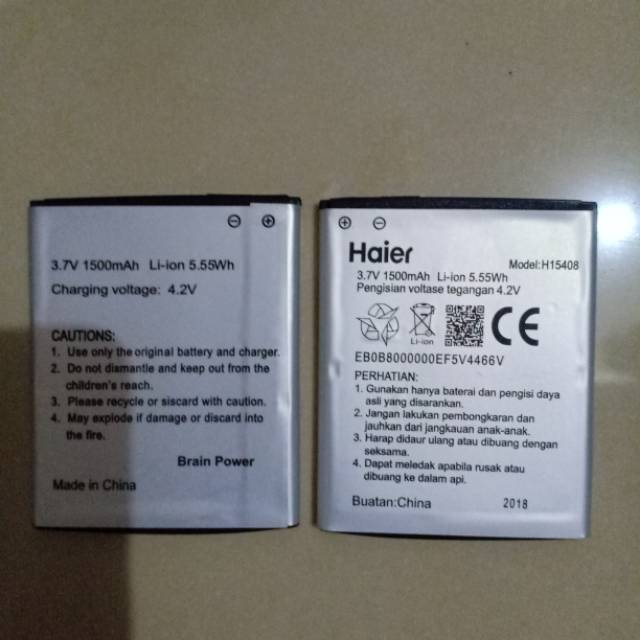 3.7V 1500mAh Li-ion 5.55Wh
Charging voltage: 4.2V
CAUTIONS:
1. Use only the original battery and charger.
2. Do not diamantle and keep out from the
children's reach.
3. Please recycle or siscard with caution.
4. May explode if damage or discard into
the fire.
Brain Power
Made in China
Haier
Model:H15408
3.7V 1500mAh Li-ion 5.55Wh
Pengisian voltase tegangan 4.2V
Li-ion
CE
EB0B8000000EF5V4466V
PERHATIAN:
1. Gunakan hanya baterai dan pengisi daya
asli yang disarankan.
2. Jangan lakukan pembongkaran dan
jauhkan dari jangkauan anak-anak.
3. Harap didaur ulang atau dibuang dengan
seksama.
4. Dapat meledak apabila rusak atau
dibuang ke dalam api.
Buatan:China
2018